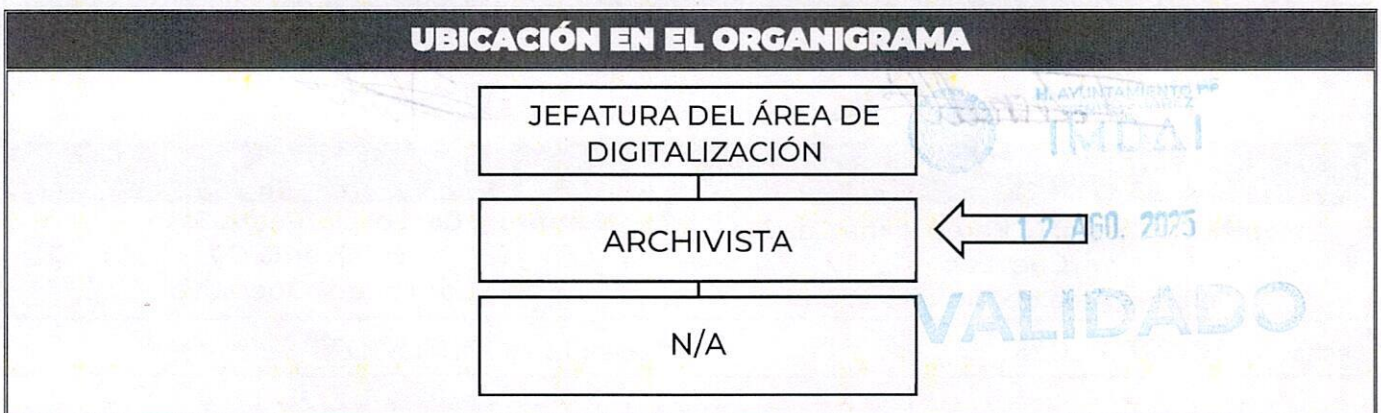 UBICACIÓN EN EL ORGANIGRAMA
JEFATURA DEL ÁREA DE
DIGITALIZACIÓN
H. AYUNTAMIENTO DE
IMDAI
ARCHIVISTA
12 AGO. 2025
VALIDADO
N/A